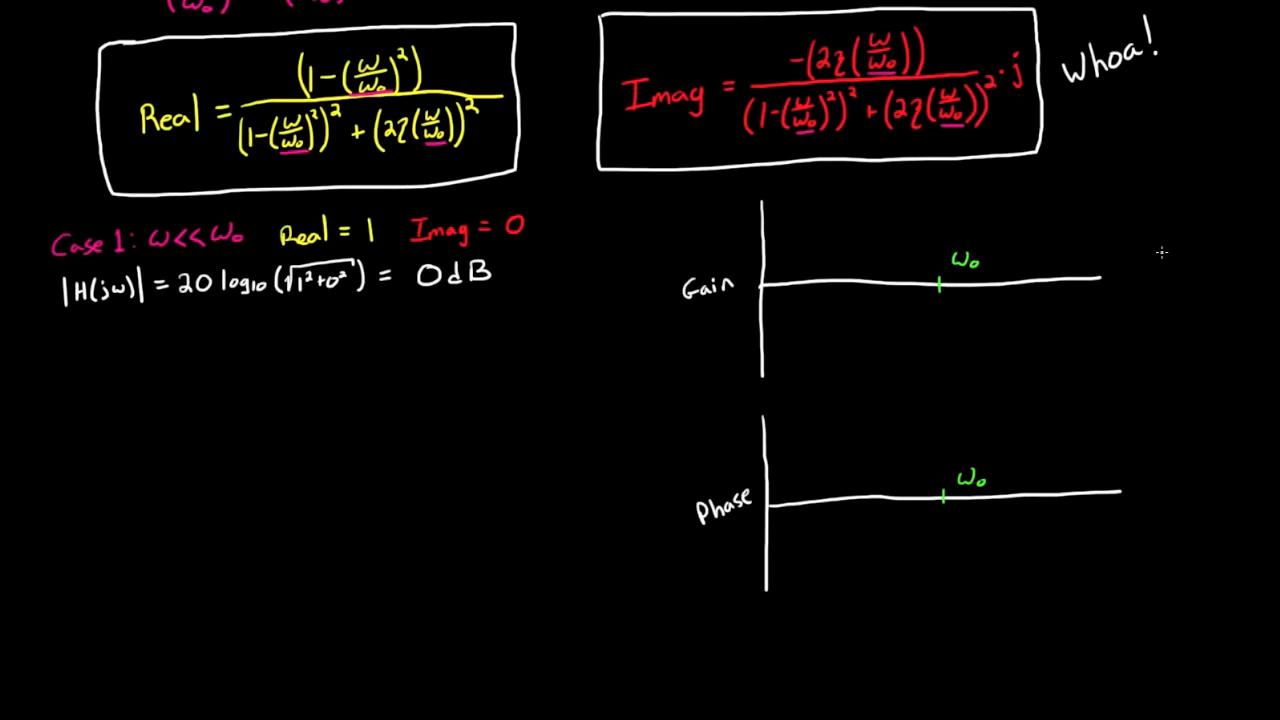 Real = (1-(ω/ω₀)²) / ((1-(ω/ω₀)²)² + (2ζ(ω/ω₀))²)
Imag = -(2ζ(ω/ω₀)) / ((1-(ω/ω₀)²)² + (2ζ(ω/ω₀))²) · j
Whoa!
Case 1: ω<<ω₀ Real = 1 Imag = 0
|H(jω)| = 20 log₁₀(√1²+0²) = 0dB
Gain
ω₀
Phase
ω₀